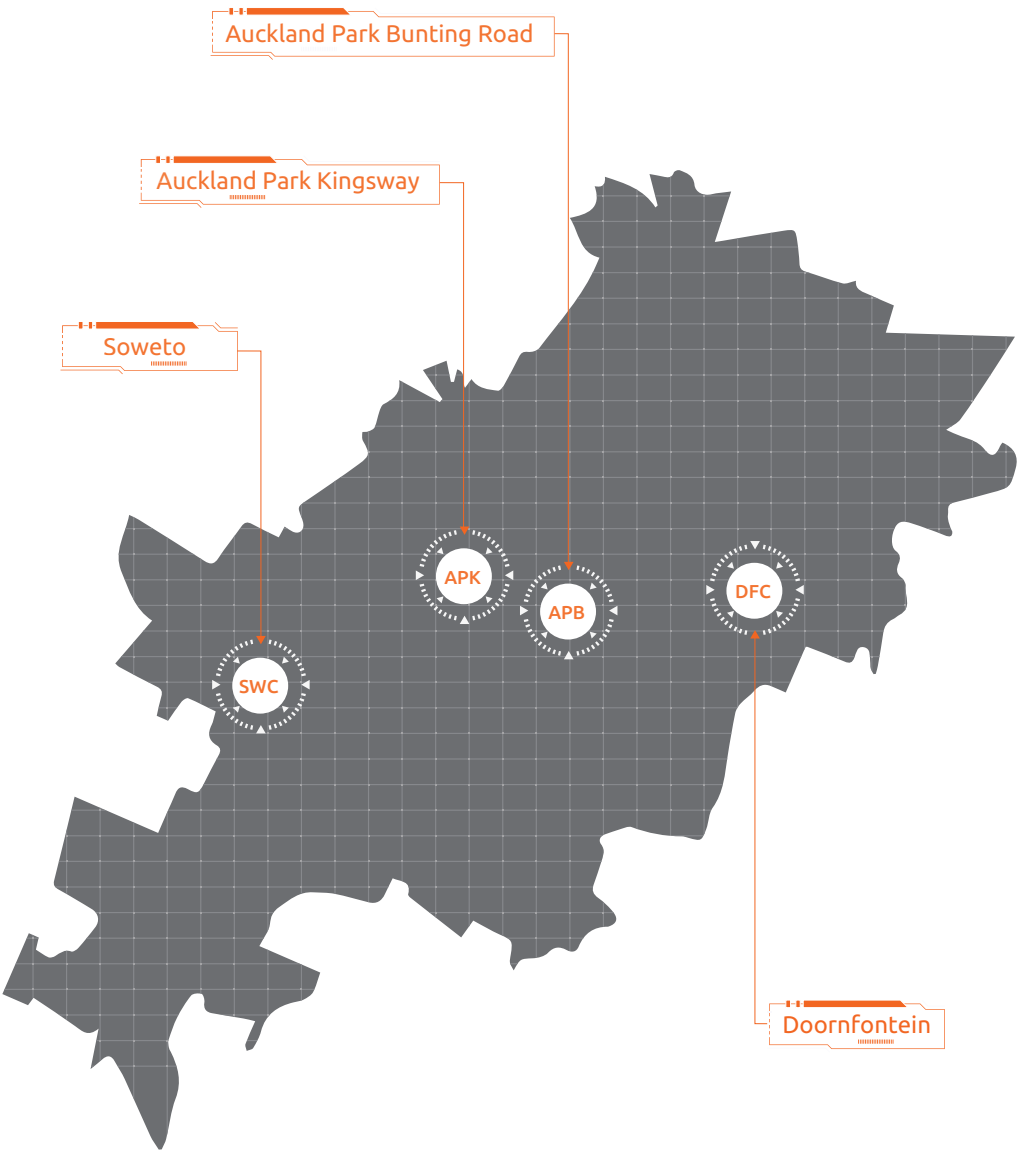 Auckland Park Bunting Road
Auckland Park Kingsway
Soweto
APK
APB
DFC
SWC
Doornfontein